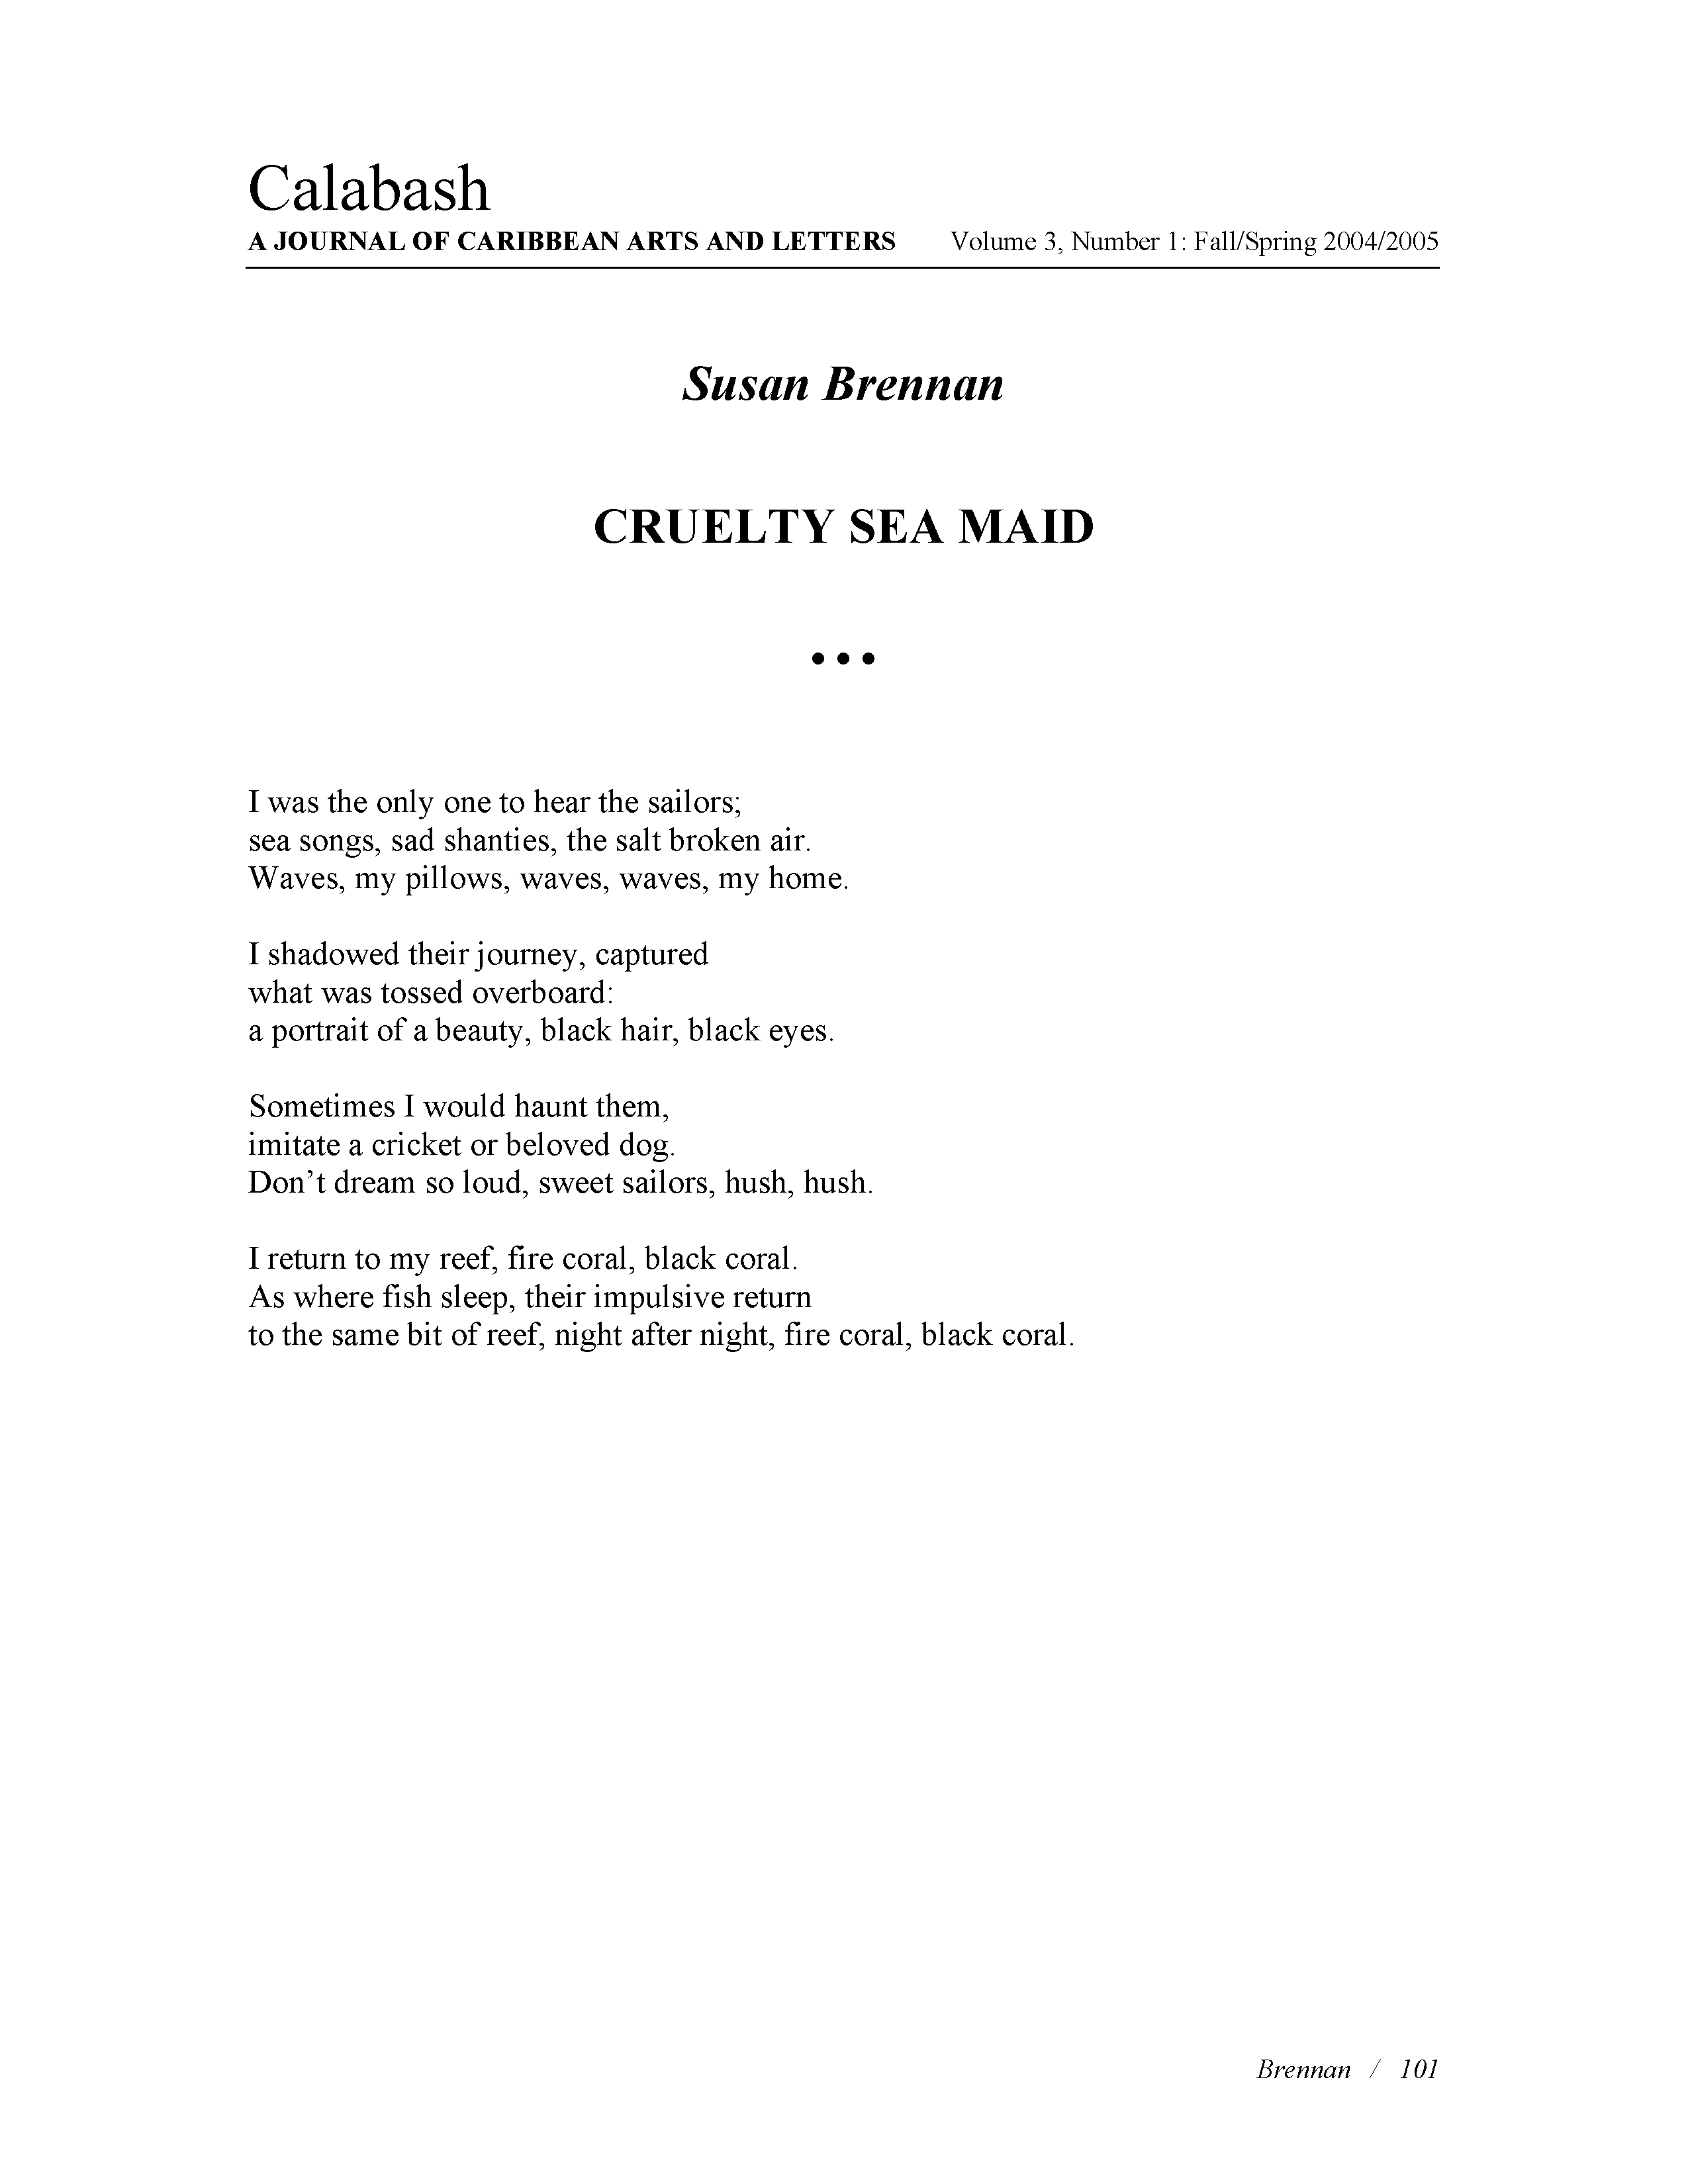 Calabash
A JOURNAL OF CARIBBEAN ARTS AND LETTERS Volume 3, Number 1: Fall/Spring 2004/2005
Susan Brennan
CRUELTY SEA MAID
• • •
I was the only one to hear the sailors;
sea songs, sad shanties, the salt broken air.
Waves, my pillows, waves, waves, my home.
I shadowed their journey, captured
what was tossed overboard:
a portrait of a beauty, black hair, black eyes.
Sometimes I would haunt them,
imitate a cricket or beloved dog.
Don’t dream so loud, sweet sailors, hush, hush.
I return to my reef, fire coral, black coral.
As where fish sleep, their impulsive return
to the same bit of reef, night after night, fire coral, black coral.
Brennan / 101